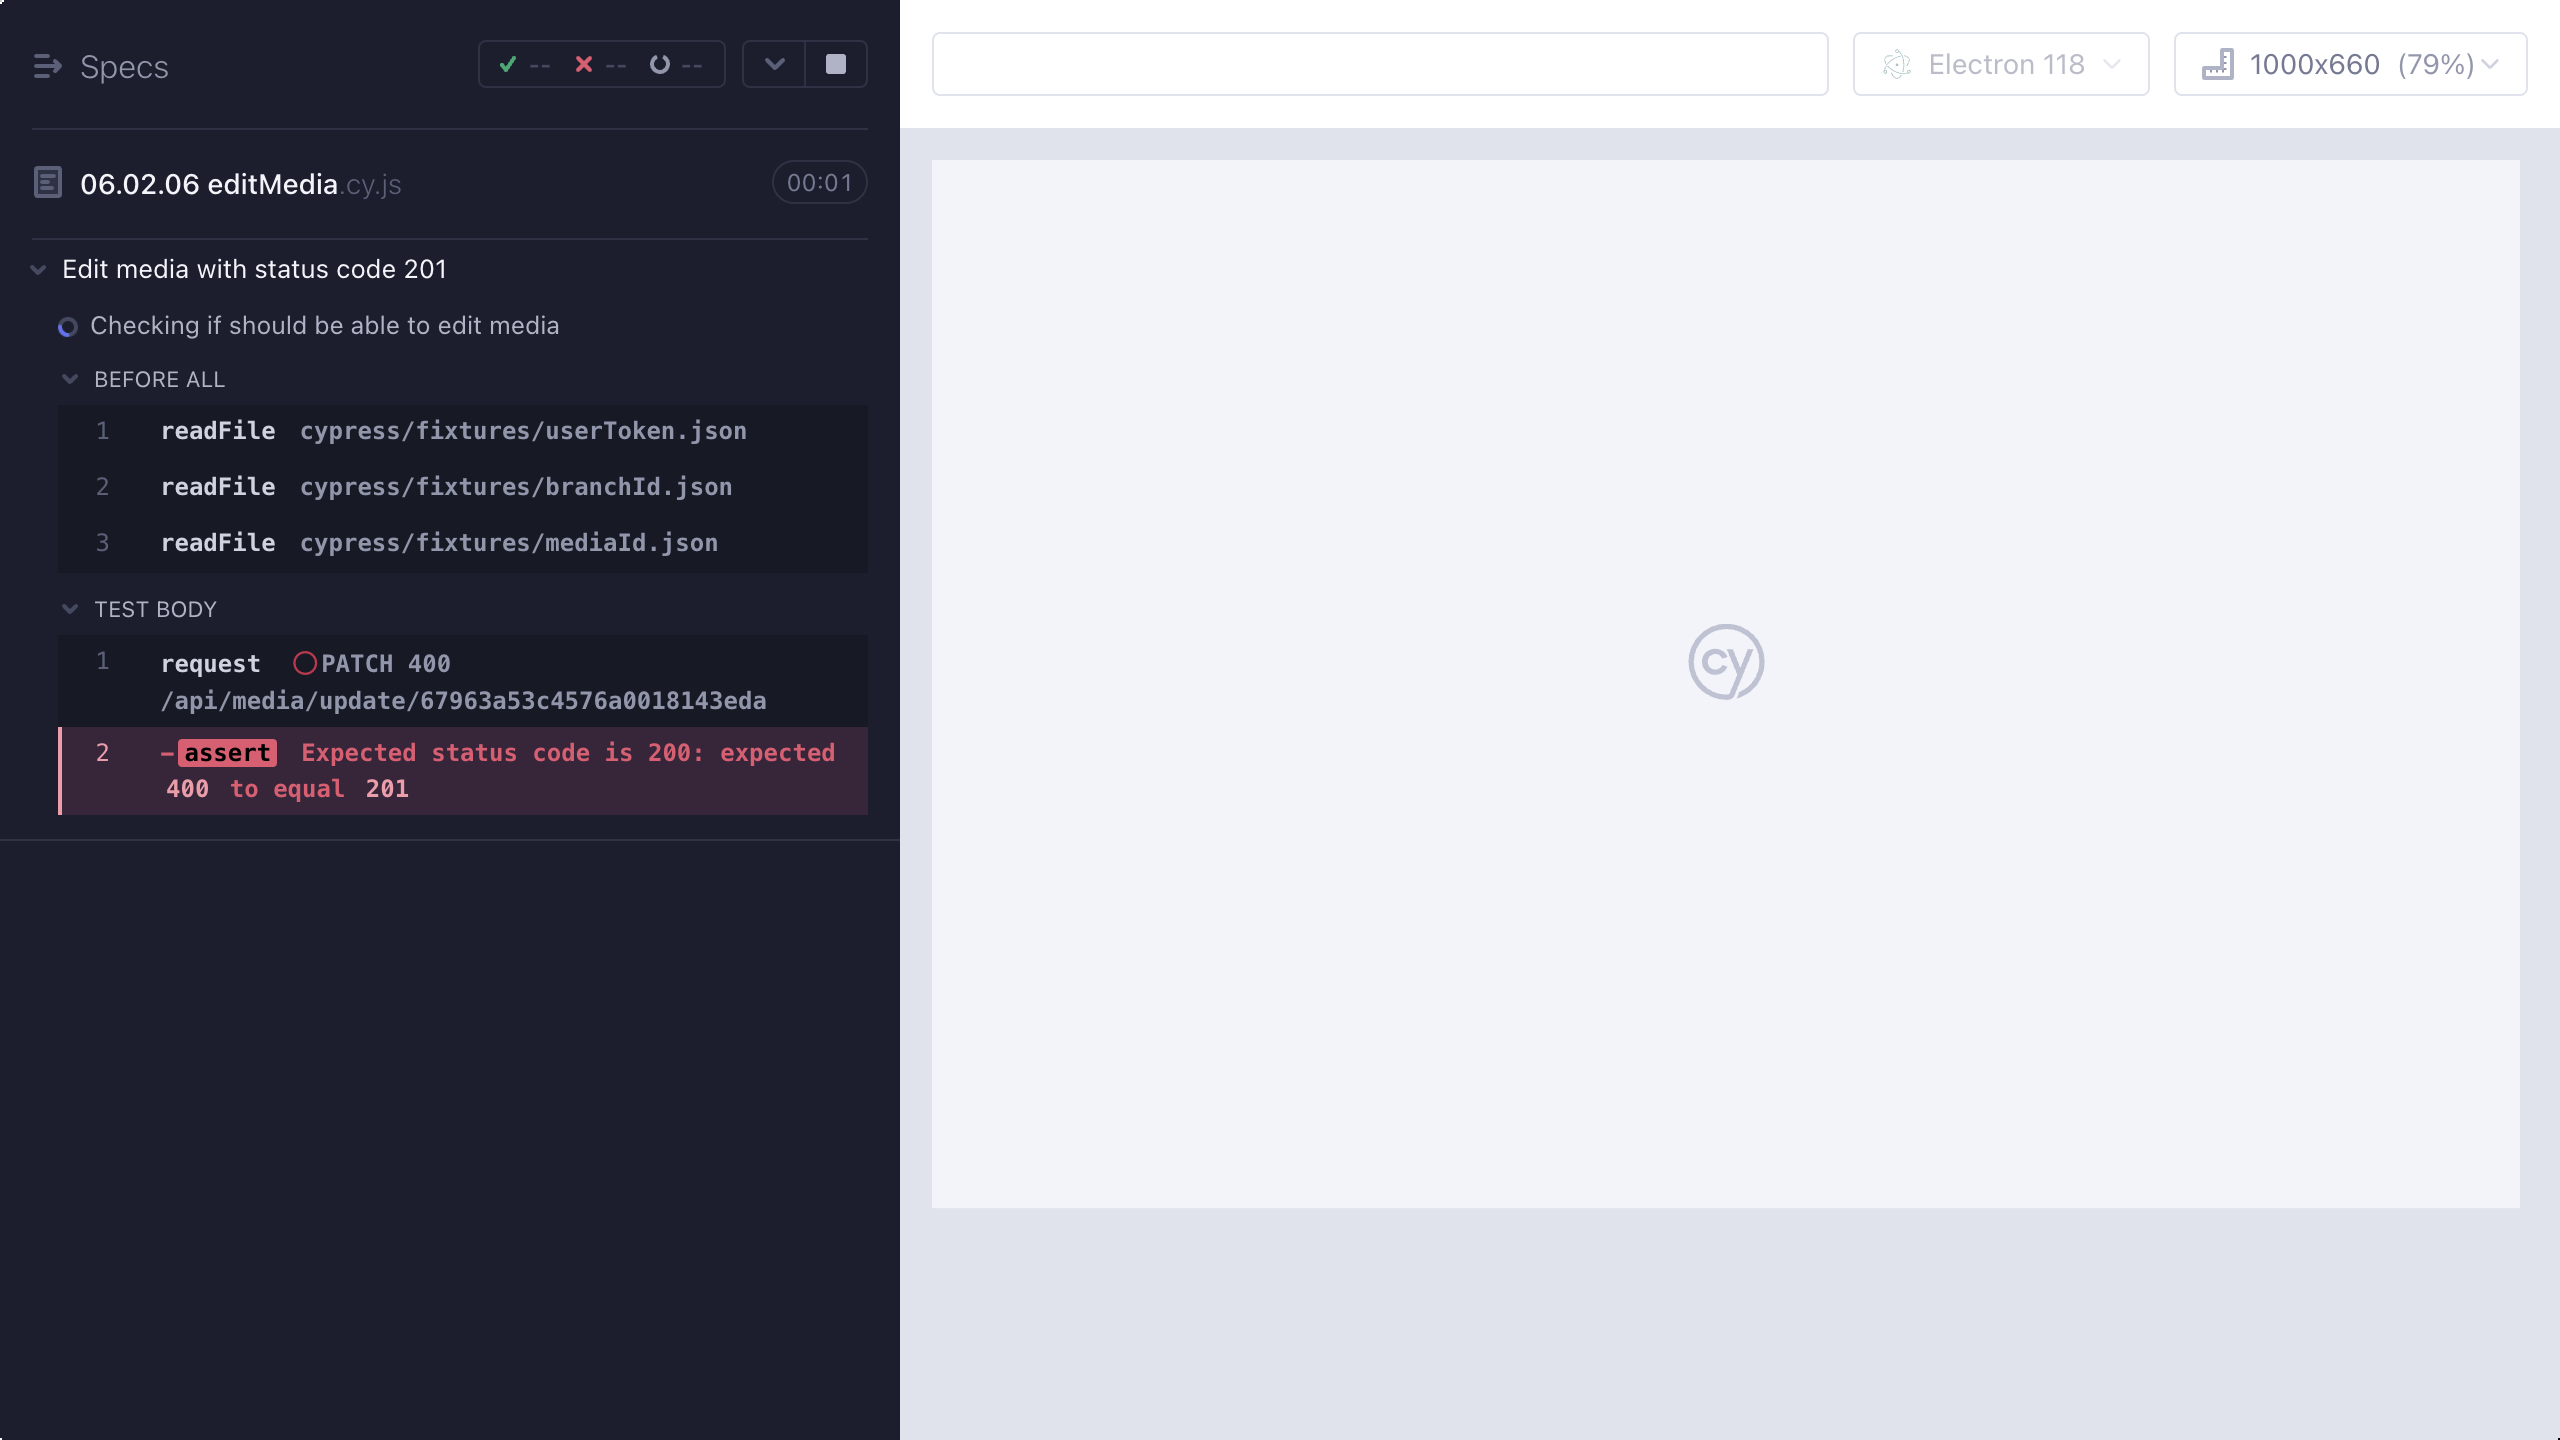 Specs
-- -- --
06.02.06 editMedia.cy.js
00:01
Edit media with status code 201
Checking if should be able to edit media
BEFORE ALL
1 readFile cypress/fixtures/userToken.json
2 readFile cypress/fixtures/branchId.json
3 readFile cypress/fixtures/mediaId.json
TEST BODY
1 request PATCH 400
/api/media/update/67963a53c4576a0018143eda
2 -assert Expected status code is 200: expected
400 to equal 201
Electron 118
1000x660 (79%)
cy